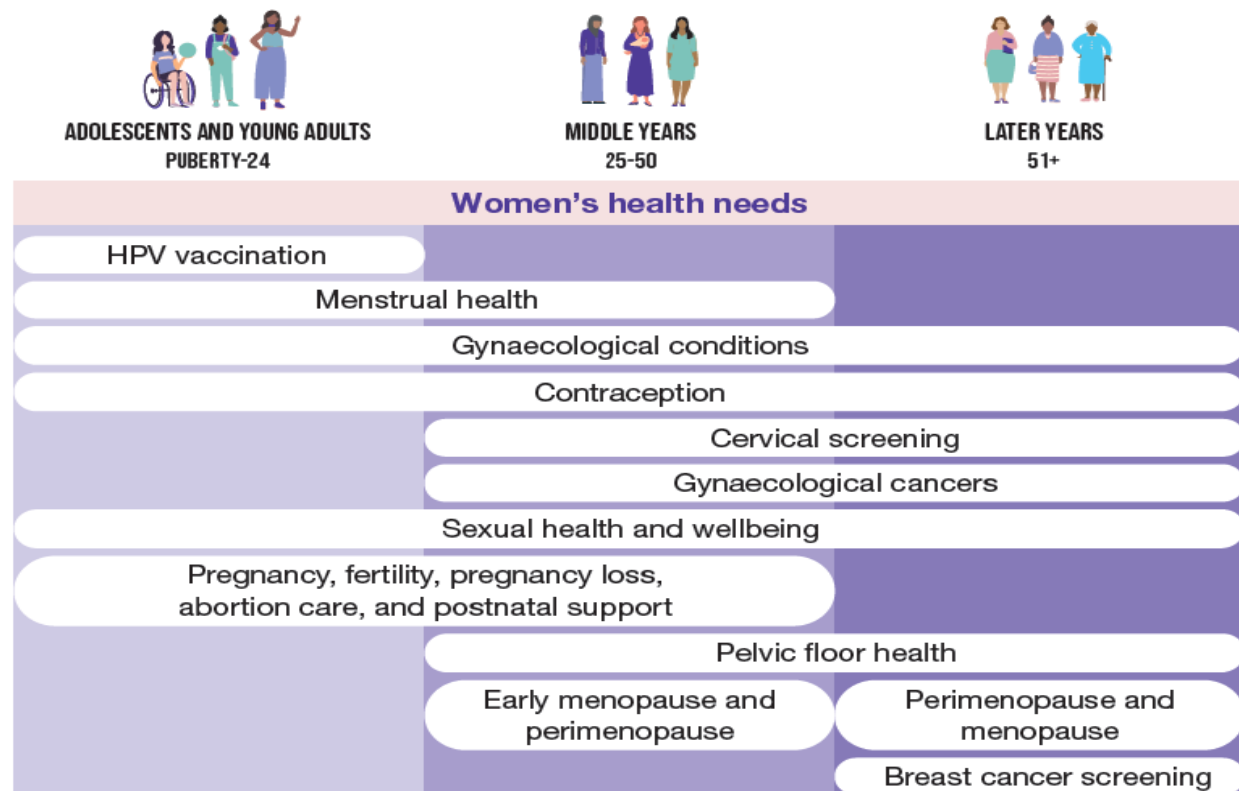 ADOLESCENTS AND YOUNG ADULTS
PUBERTY-24
MIDDLE YEARS
25-50
LATER YEARS
51+
Women’s health needs
HPV vaccination
Menstrual health
Gynaecological conditions
Contraception
Cervical screening
Gynaecological cancers
Sexual health and wellbeing
Pregnancy, fertility, pregnancy loss,
abortion care, and postnatal support
Pelvic floor health
Early menopause and
perimenopause
Perimenopause and
menopause
Breast cancer screening